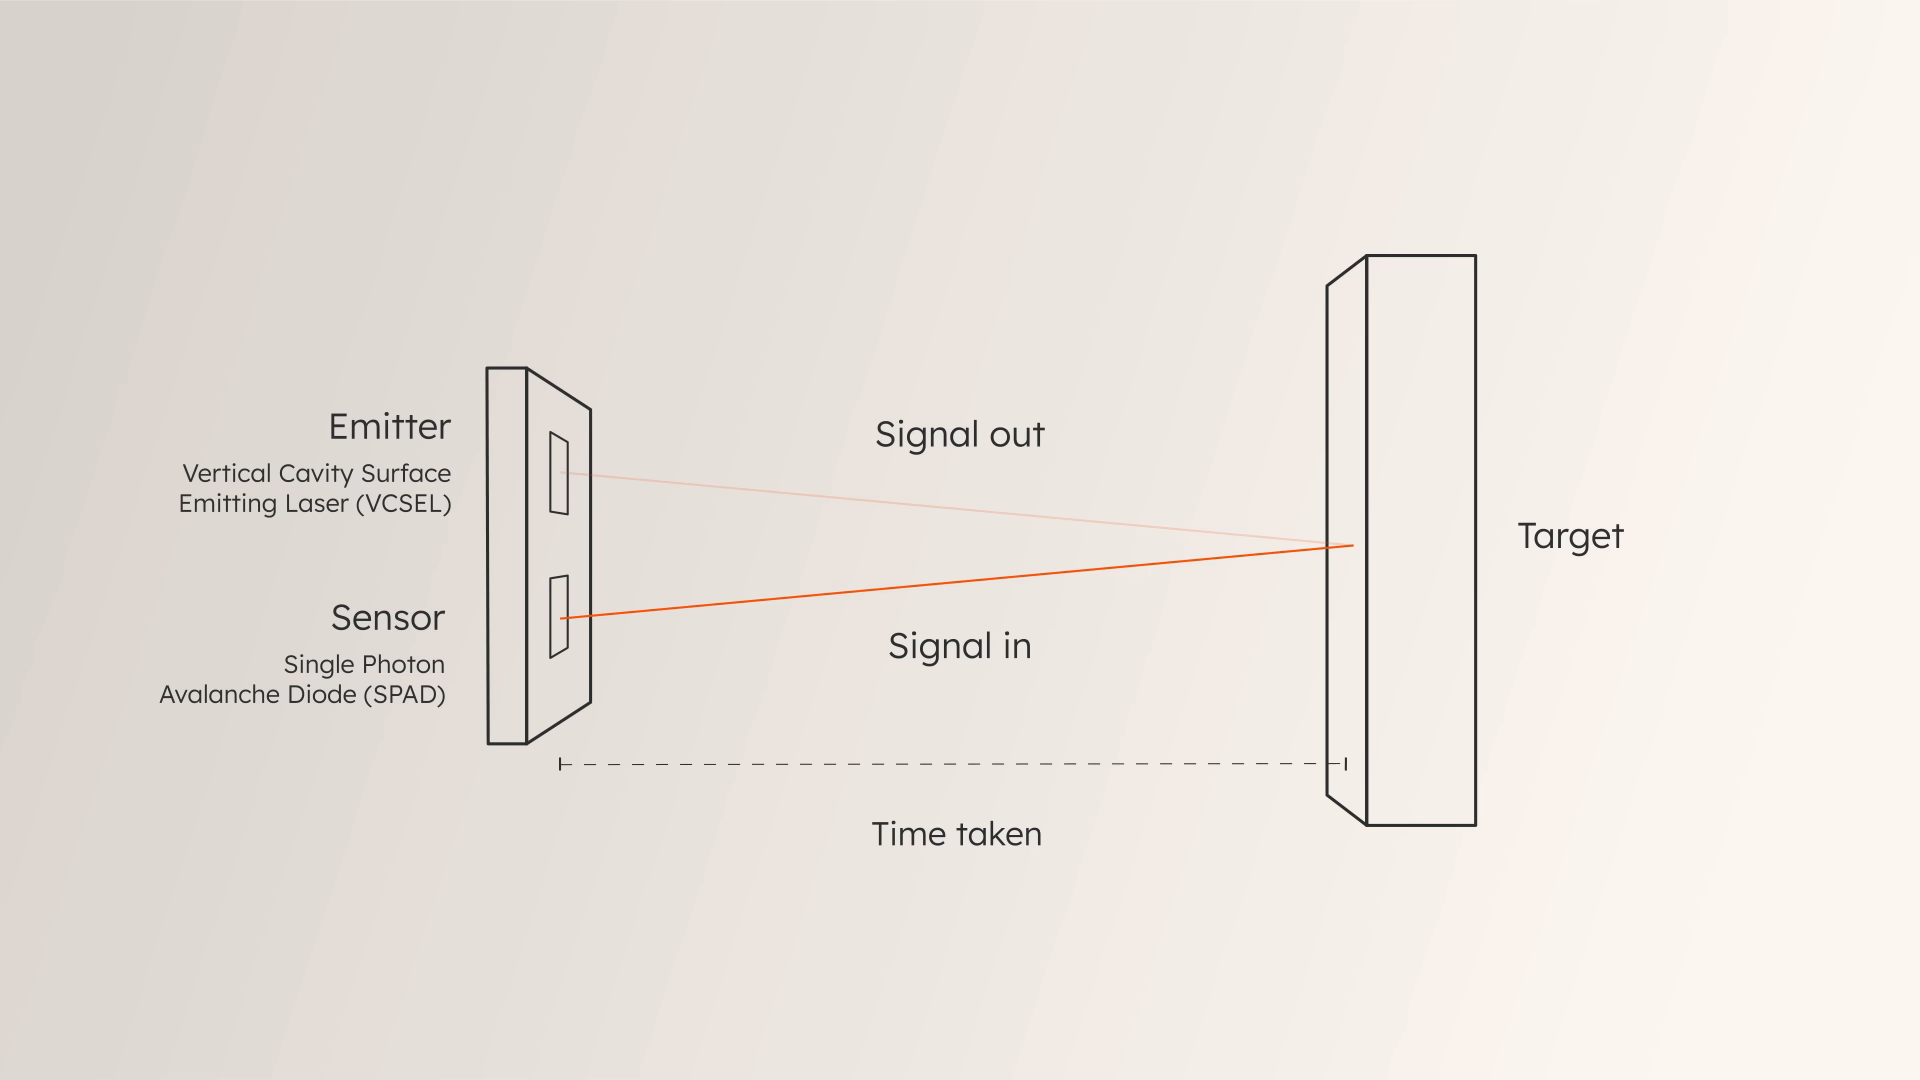 Emitter
Vertical Cavity Surface
Emitting Laser (VCSEL)
Sensor
Single Photon
Avalanche Diode (SPAD)
Signal out
Signal in
Time taken
Target